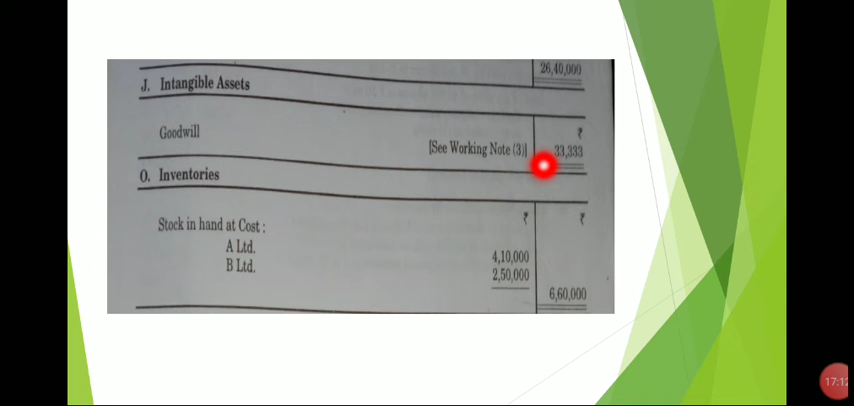 26,40,000
J. Intangible Assets
₹
Goodwill
[See Working Note (3)] 33,333
O. Inventories
₹ ₹
Stock in hand at Cost :
A Ltd. 4,10,000
B Ltd. 2,50,000
6,60,000
17:12